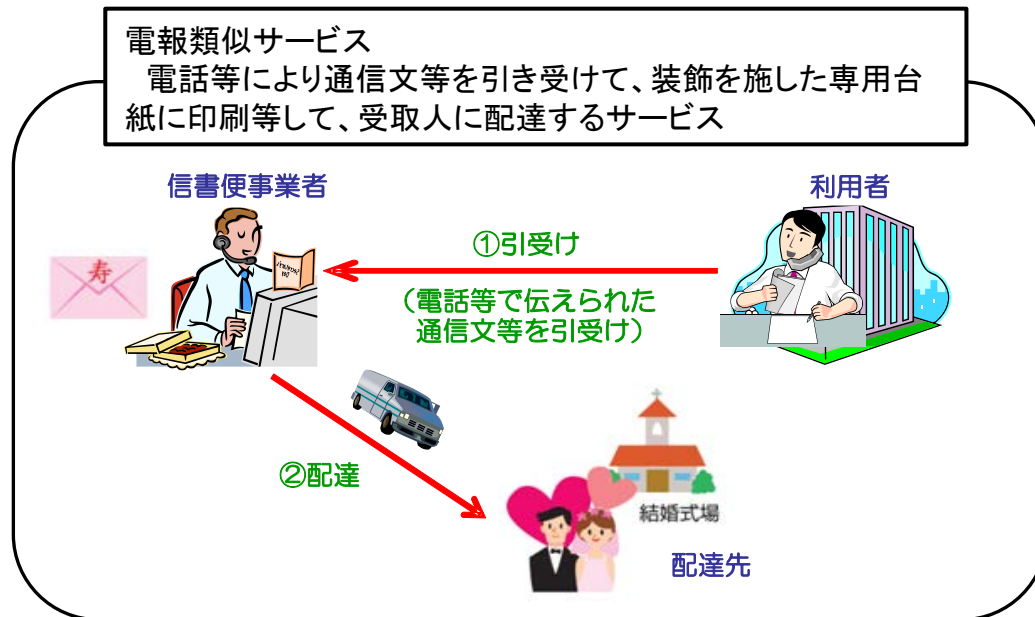 電報類似サービス
電話等により通信文等を引き受けて、装飾を施した専用台
紙に印刷等して、受取人に配達するサービス
信書便事業者
利用者
①引受け
寿
（電話等で伝えられた
通信文等を引受け）
②配達
結婚式場
配達先